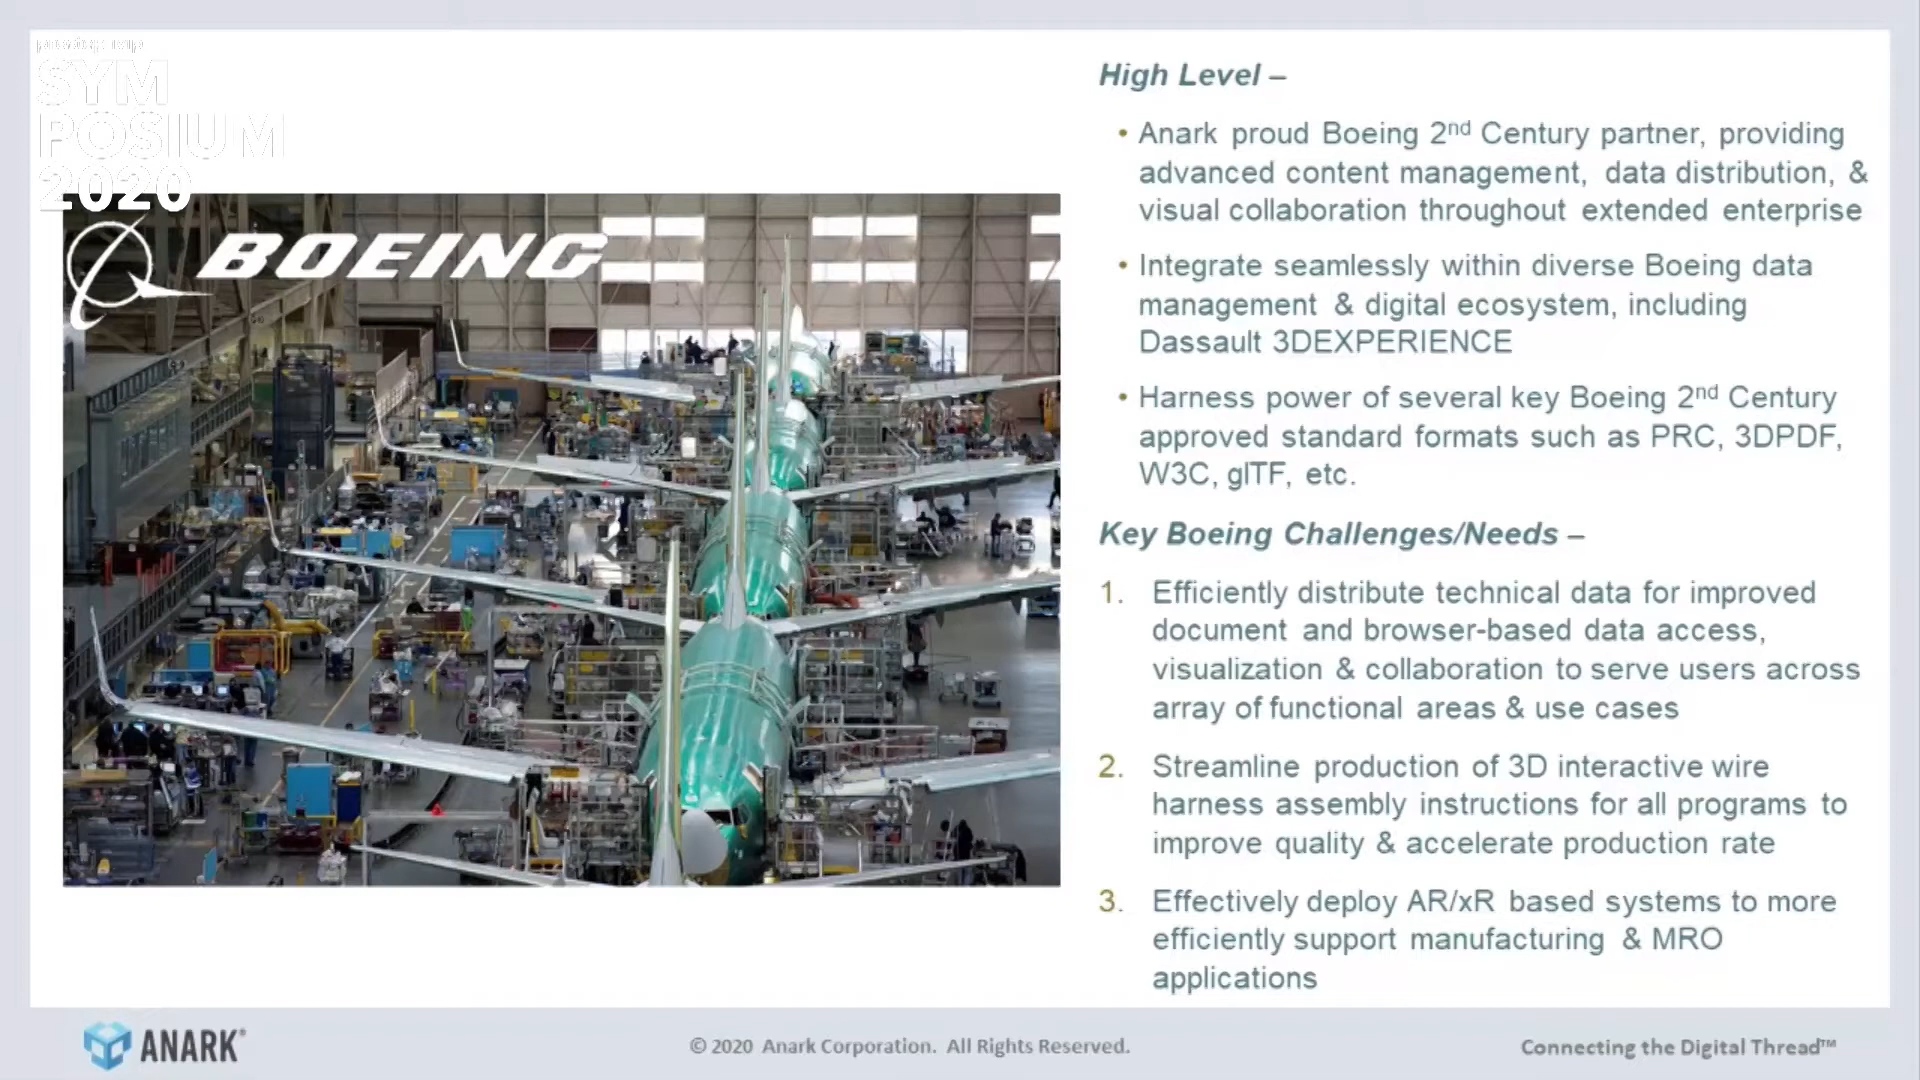 SYM
POSIUM
2020
BOEING
High Level –
• Anark proud Boeing 2nd Century partner, providing
advanced content management, data distribution, &
visual collaboration throughout extended enterprise
• Integrate seamlessly within diverse Boeing data
management & digital ecosystem, including
Dassault 3DEXPERIENCE
• Harness power of several key Boeing 2nd Century
approved standard formats such as PRC, 3DPDF,
W3C, glTF, etc.
Key Boeing Challenges/Needs –
1. Efficiently distribute technical data for improved
document and browser-based data access,
visualization & collaboration to serve users across
array of functional areas & use cases
2. Streamline production of 3D interactive wire
harness assembly instructions for all programs to
improve quality & accelerate production rate
3. Effectively deploy AR/xR based systems to more
efficiently support manufacturing & MRO
applications
ANARK®
© 2020 Anark Corporation. All Rights Reserved.
Connecting the Digital Thread™